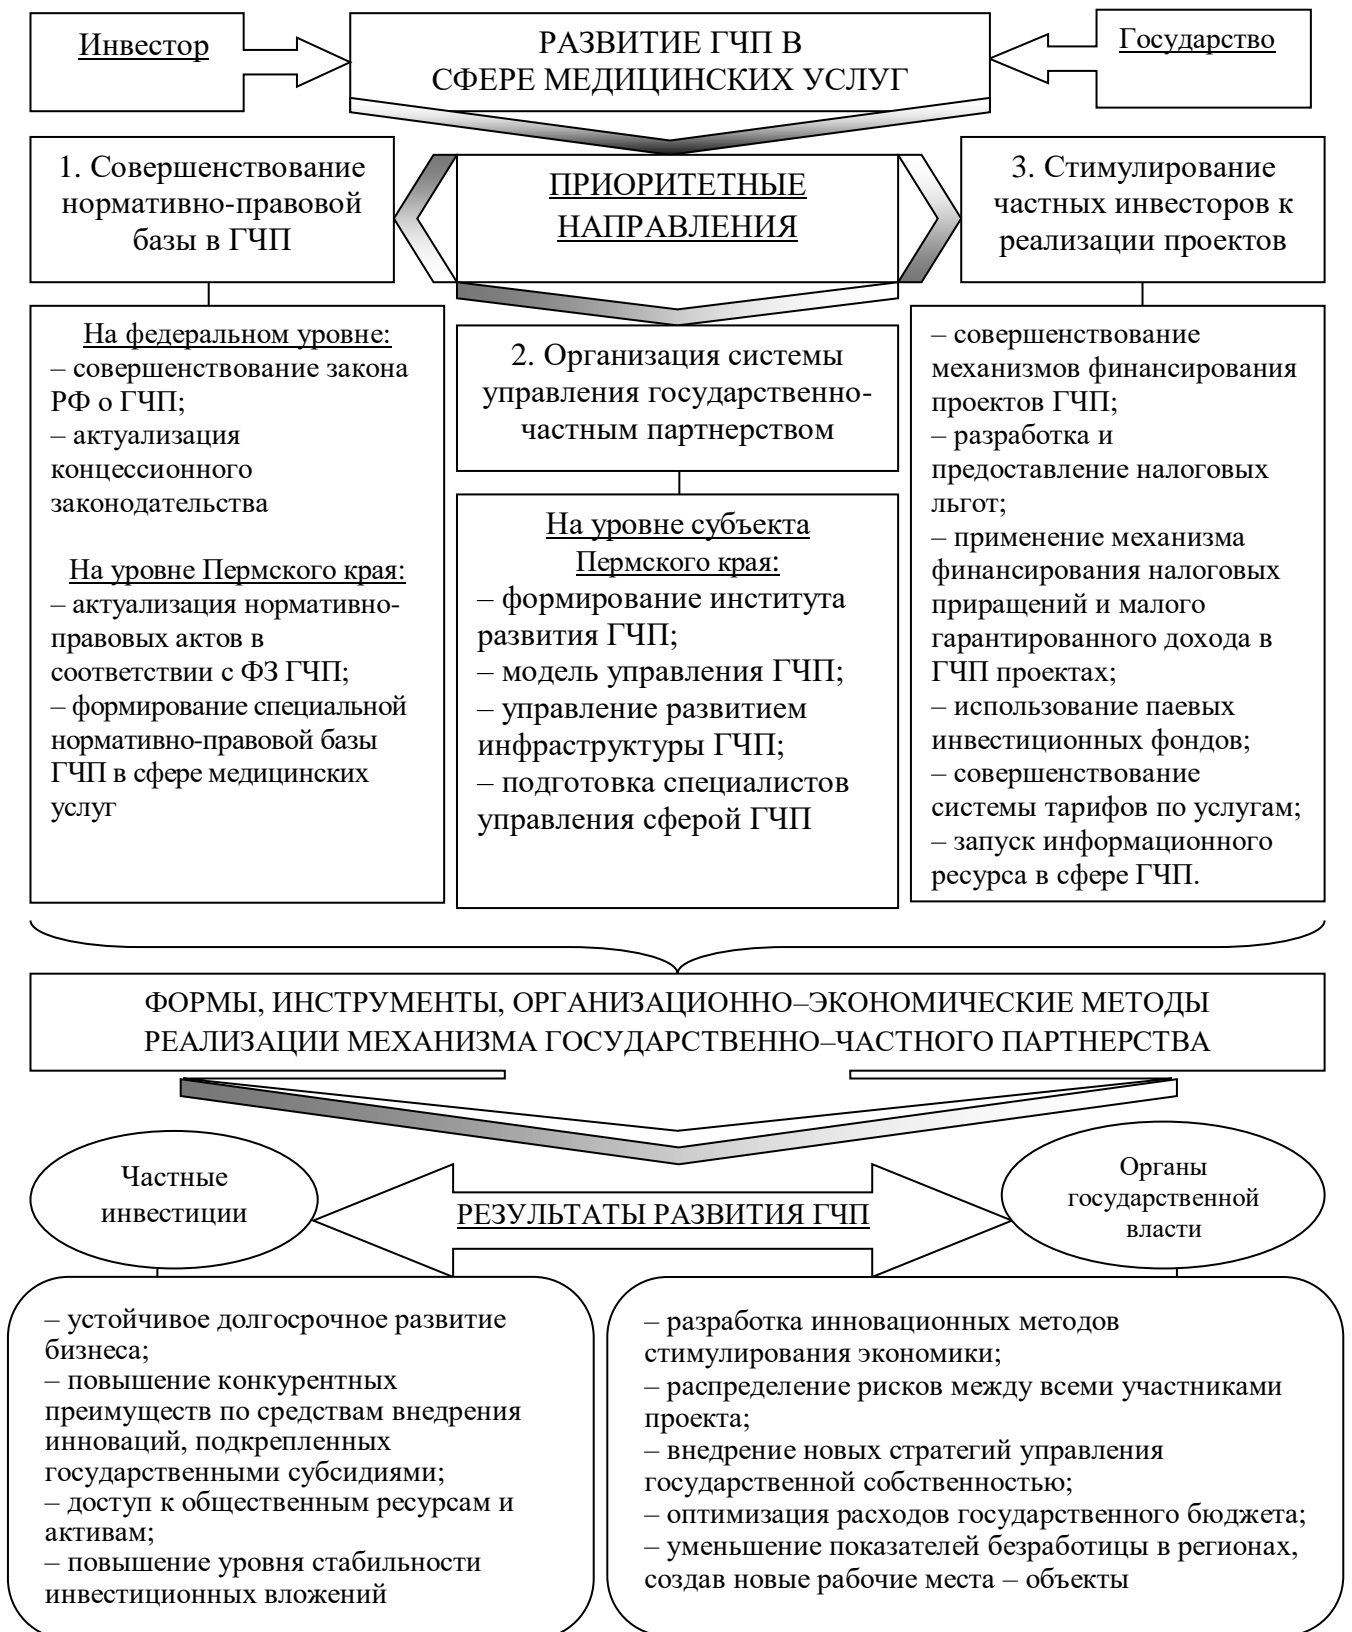 Инвестор
РАЗВИТИЕ ГЧП В
СФЕРЕ МЕДИЦИНСКИХ УСЛУГ
Государство
1. Совершенствование
нормативно-правовой
базы в ГЧП
ПРИОРИТЕТНЫЕ
НАПРАВЛЕНИЯ
3. Стимулирование
частных инвесторов к
реализации проектов
На федеральном уровне:
– совершенствование закона
РФ о ГЧП;
– актуализация
концессионного
законодательства
На уровне Пермского края:
– актуализация нормативно-
правовых актов в
соответствии с ФЗ ГЧП;
– формирование специальной
нормативно-правовой базы
ГЧП в сфере медицинских
услуг
2. Организация системы
управления государственно-
частным партнерством
На уровне субъекта
Пермского края:
– формирование института
развития ГЧП;
– модель управления ГЧП;
– управление развитием
инфраструктуры ГЧП;
– подготовка специалистов
управления сферой ГЧП
– совершенствование
механизмов финансирования
проектов ГЧП;
– разработка и
предоставление налоговых
льгот;
– применение механизма
финансирования налоговых
приращений и малого
гарантированного дохода в
ГЧП проектах;
– использование паевых
инвестиционных фондов;
– совершенствование
системы тарифов по услугам;
– запуск информационного
ресурса в сфере ГЧП.
ФОРМЫ, ИНСТРУМЕНТЫ, ОРГАНИЗАЦИОННО–ЭКОНОМИЧЕСКИЕ МЕТОДЫ
РЕАЛИЗАЦИИ МЕХАНИЗМА ГОСУДАРСТВЕННО–ЧАСТНОГО ПАРТНЕРСТВА
Частные
инвестиции
РЕЗУЛЬТАТЫ РАЗВИТИЯ ГЧП
Органы
государственной
власти
– устойчивое долгосрочное развитие
бизнеса;
– повышение конкурентных
преимуществ по средствам внедрения
инноваций, подкрепленных
государственными субсидиями;
– доступ к общественным ресурсам и
активам;
– повышение уровня стабильности
инвестиционных вложений
– разработка инновационных методов
стимулирования экономики;
– распределение рисков между всеми участниками
проекта;
– внедрение новых стратегий управления
государственной собственностью;
– оптимизация расходов государственного бюджета;
– уменьшение показателей безработицы в регионах,
создав новые рабочие места – объекты